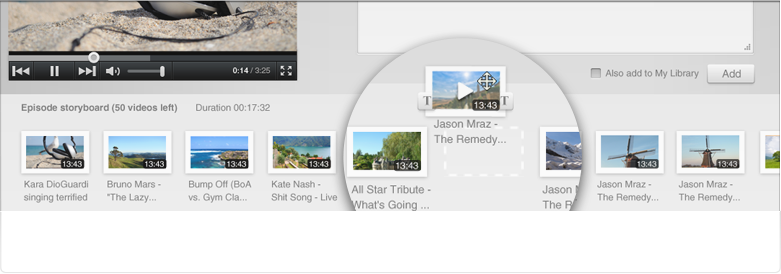 0:14 / 3:25
Also add to My Library
Add
T
T
13:43
Jason Mraz -
The Remedy...
Episode storyboard (50 videos left)
Duration 00:17:32
13:43
13:43
13:43
13:43
13:43
13:43
13:43
Kara DioGuardi
singing terrified
Bruno Mars -
"The Lazy...
Bump Off (BoA
vs. Gym Cla...
Kate Nash -
Shit Song - Live
All Star Tribute -
What's Going ...
Jason
The R
Jason Mraz -
The Remedy...
Jason Mraz -
The Remedy...